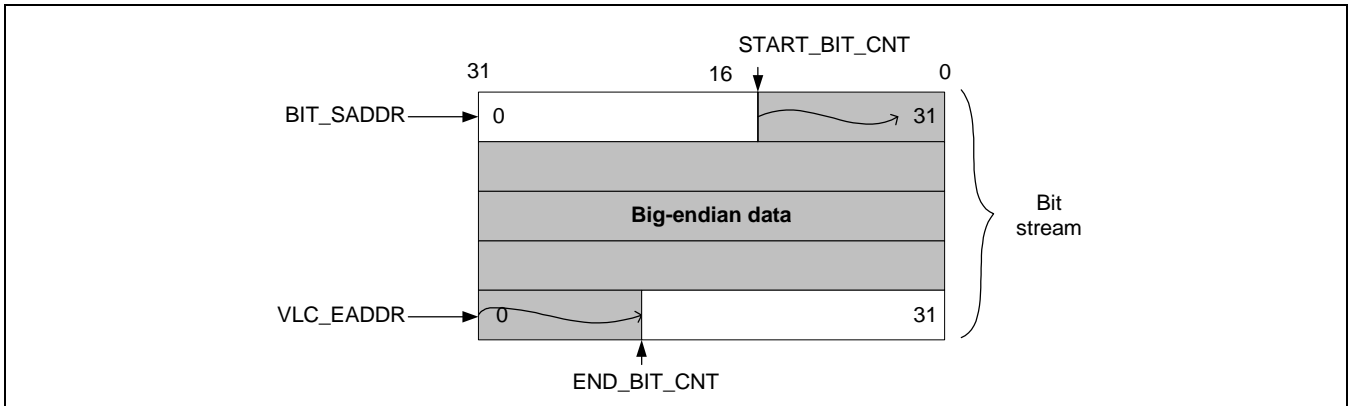 START_BIT_CNT
31 16 0
BIT_SADDR 0 31
Big-endian data
Bit
stream
VLC_EADDR 0 31
END_BIT_CNT